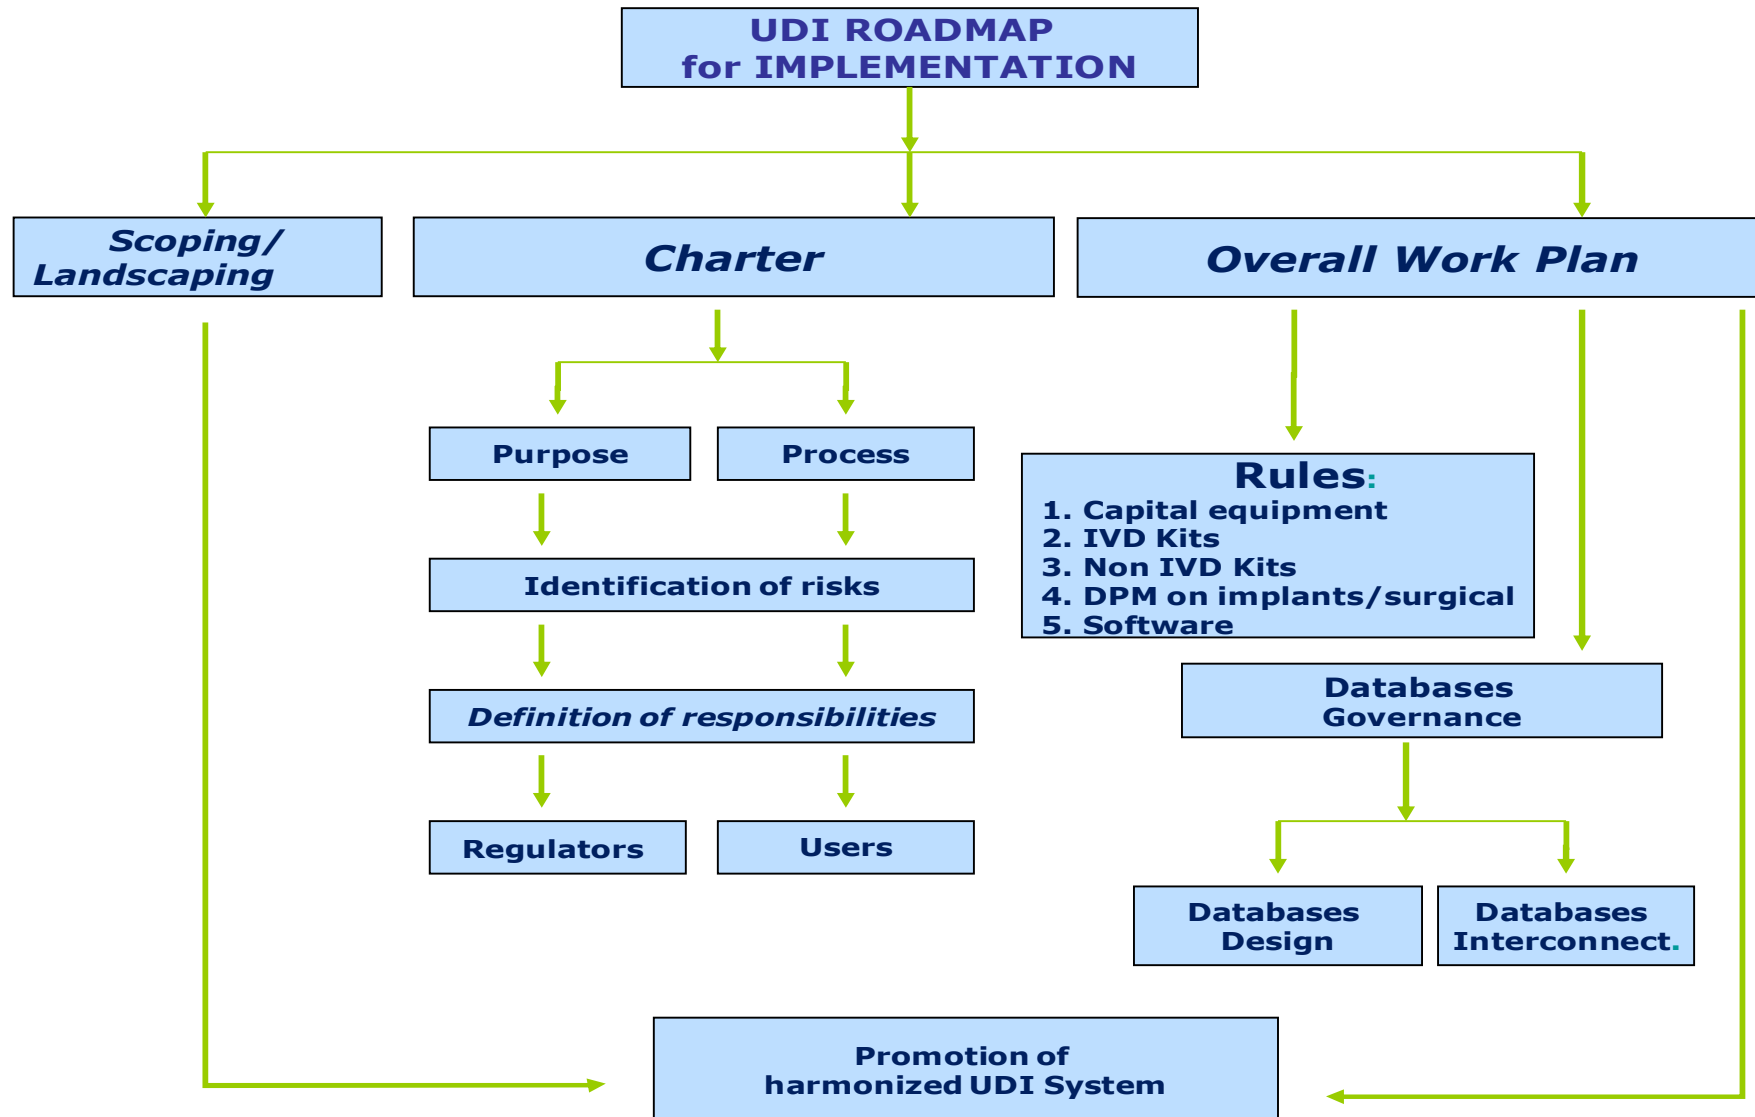 UDI ROADMAP
for IMPLEMENTATION
Scoping/
Landscaping
Charter
Overall Work Plan
Purpose
Process
Identification of risks
Definition of responsibilities
Regulators
Users
Rules:
1. Capital equipment
2. IVD Kits
3. Non IVD Kits
4. DPM on implants/surgical
5. Software
Databases
Governance
Databases
Design
Databases
Interconnect.
Promotion of
harmonized UDI System